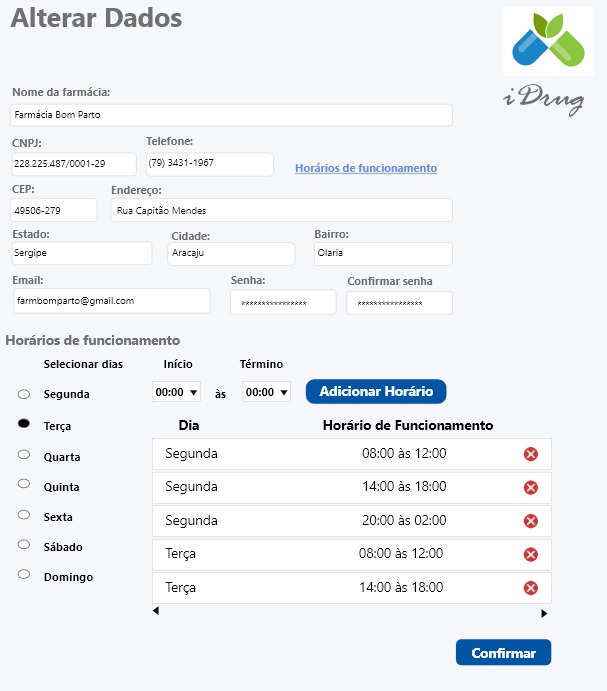 Alterar Dados
iDrug
Nome da farmácia:
Farmácia Bom Parto
CNPJ:
Telefone:
228.225.487/0001-29
(79) 3431-1967
Horários de funcionamento
CEP:
Endereço:
49506-279
Rua Capitão Mendes
Estado:
Cidade:
Bairro:
Sergipe
Aracaju
Olaria
Email:
Senha:
Confirmar senha
farmbomparto@gmail.com
****************
****************
Horários de funcionamento
Selecionar dias
Início
Término
Segunda
00:00
às
00:00
Adicionar Horário
Terça
Quarta
Quinta
Sexta
Sábado
Domingo
Dia Horário de Funcionamento
Segunda 08:00 às 12:00
Segunda 14:00 às 18:00
Segunda 20:00 às 02:00
Terça 08:00 às 12:00
Terça 14:00 às 18:00
Confirmar